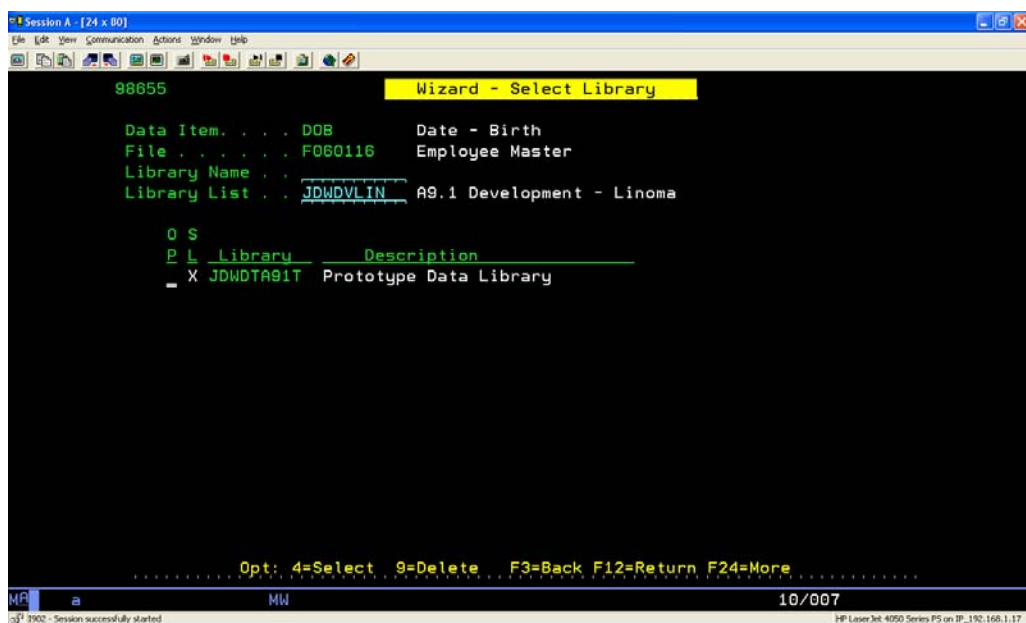 Session A - [24 x 80]
File Edit View Communication Actions Window Help
98655 Wizard - Select Library
Data Item. . . . DOB Date - Birth
File . . . . . . F060116 Employee Master
Library Name . .
Library List . . JDWDVLIN A9.1 Development - Linoma
O S
P L Library Description
X JDWDTA91T Prototype Data Library
Opt: 4=Select 9=Delete F3=Back F12=Return F24=More
MA a MW 10/007
I902 - Session successfully started HP LaserJet 4050 Series PS on IP_192.168.1.17